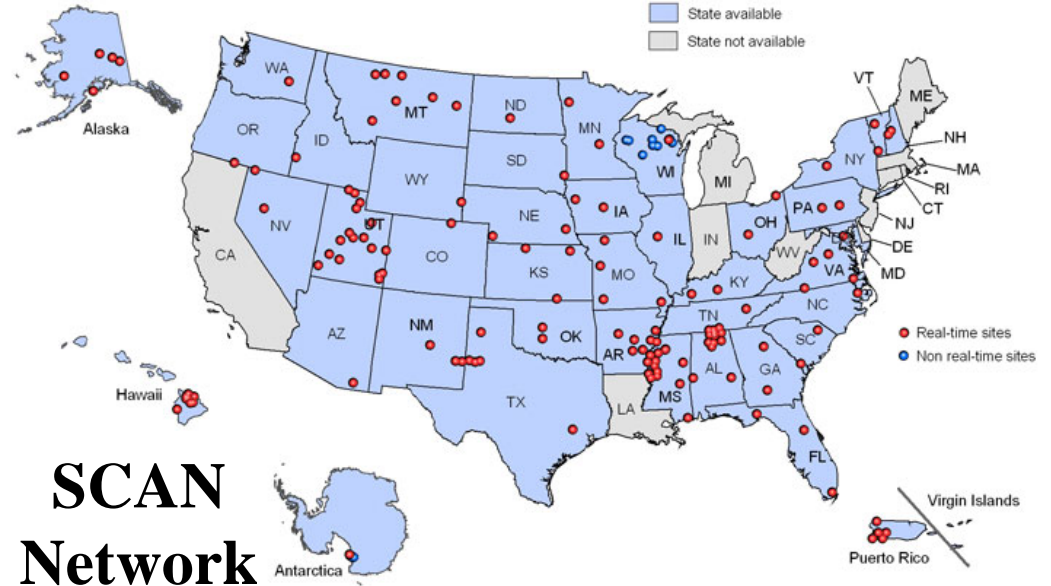 State available
State not available
Alaska
WA
OR
ID
MT
WY
ND
SD
NE
MN
WI
IA
MI
IL
IN
OH
PA
NY
VT
ME
NH
MA
RI
CT
NJ
DE
MD
CA
NV
UT
CO
KS
MO
KY
WV
VA
NC
TN
SC
AZ
NM
OK
AR
TX
LA
MS
AL
GA
FL
Real-time sites
Non real-time sites
Hawaii
SCAN
Network
Antarctica
Virgin Islands
Puerto Rico